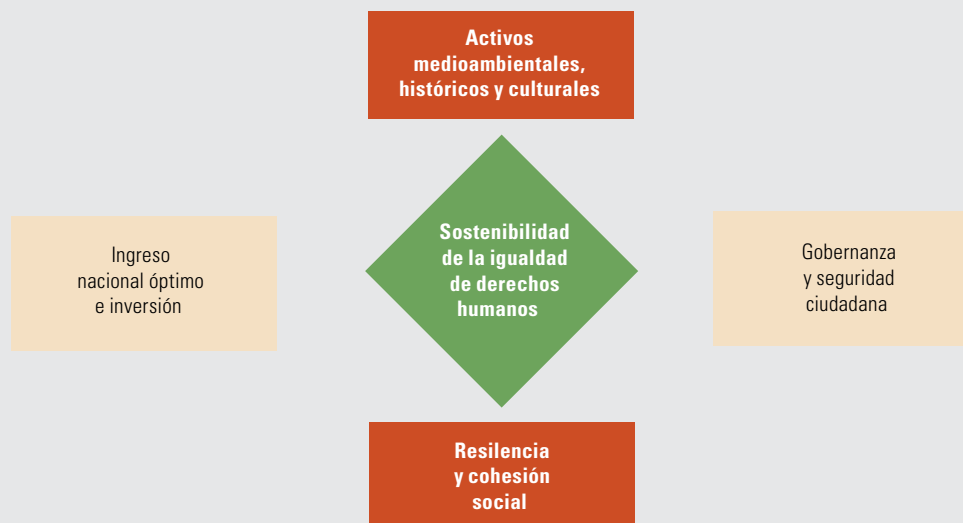 Activos
medioambientales,
históricos y culturales
Ingreso
nacional óptimo
e inversión
Sostenibilidad
de la igualdad
de derechos
humanos
Gobernanza
y seguridad
ciudadana
Resilencia
y cohesión
social